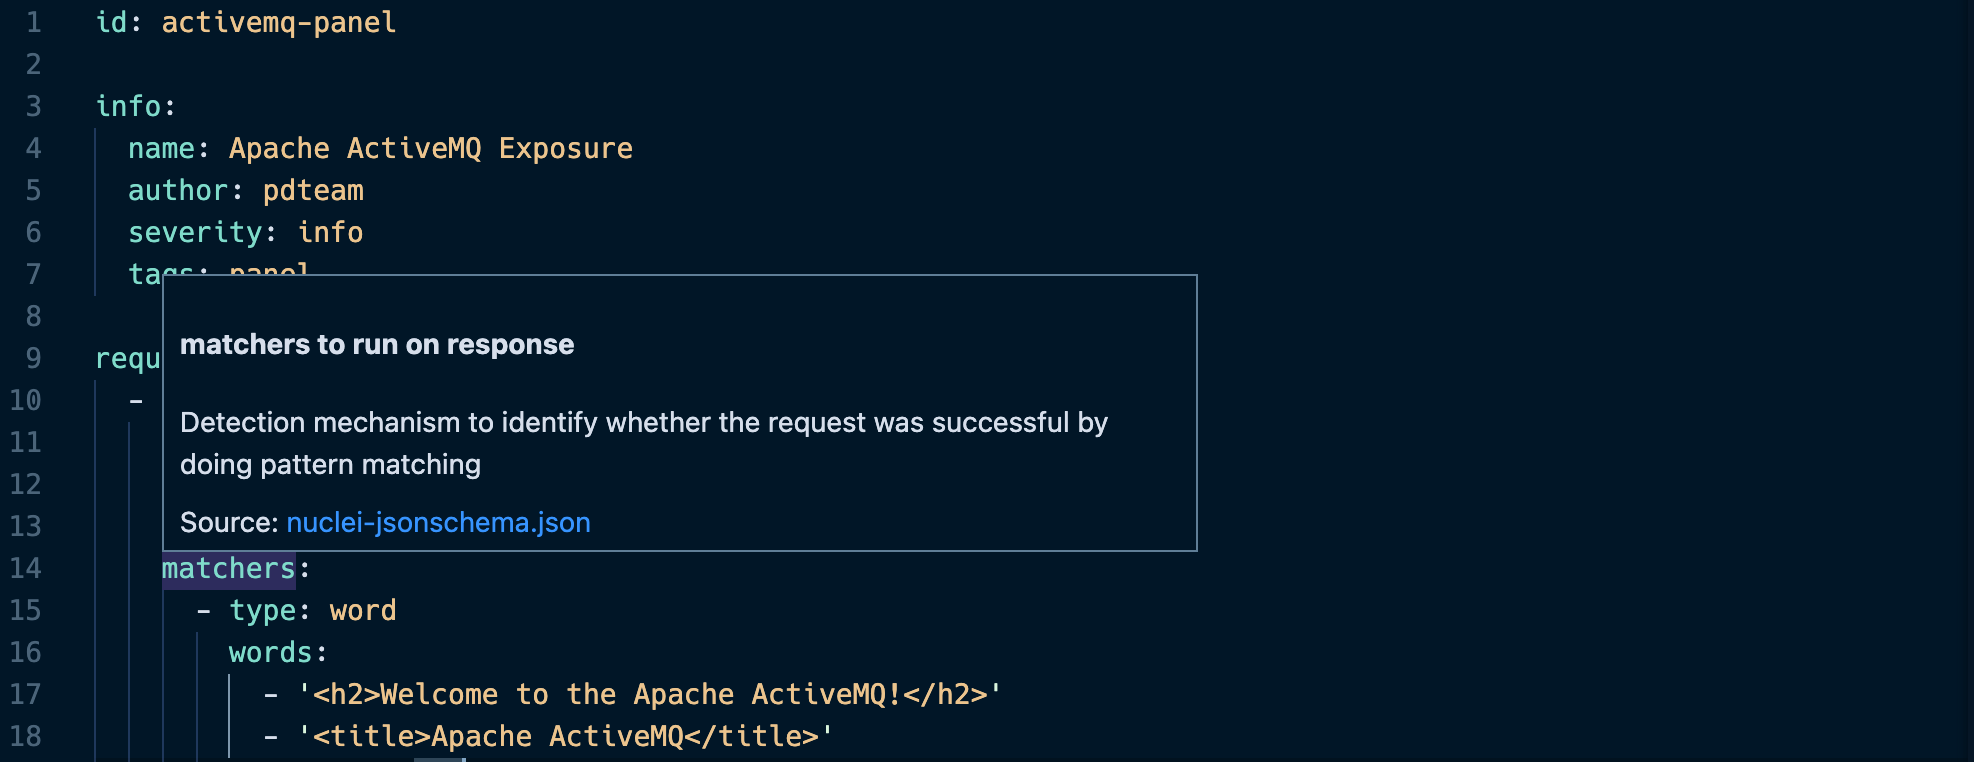 1 id: activemq-panel
2
3 info:
4 name: Apache ActiveMQ Exposure
5 author: pdteam
6 severity: info
7 tags: panel
8
9 requ
10 -
11
12
13
matchers to run on response
Detection mechanism to identify whether the request was successful by
doing pattern matching
Source: nuclei-jsonschema.json
14 matchers:
15 - type: word
16 words:
17 - '<h2>Welcome to the Apache ActiveMQ!</h2>'
18 - '<title>Apache ActiveMQ</title>'